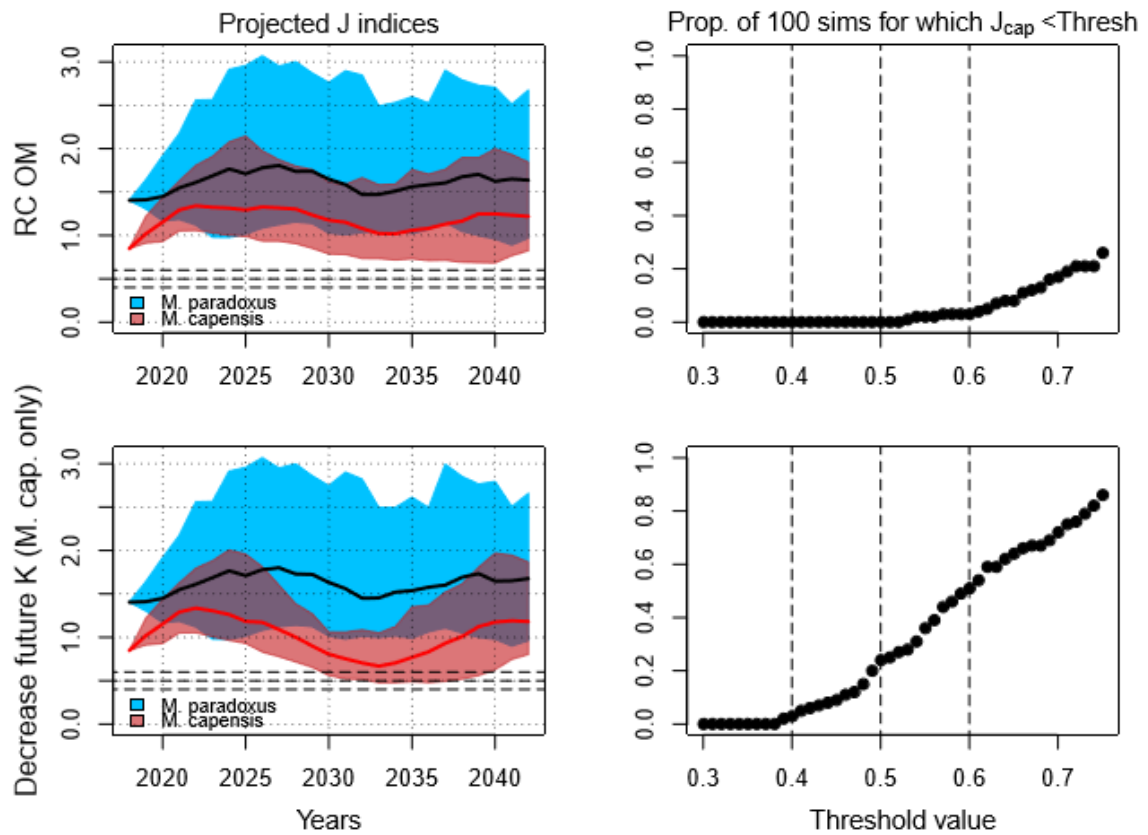 Projected J indices
Prop. of 100 sims for which Jcap <Thresh
RC OM
0.0 1.0 2.0 3.0
M. paradoxus
M. capensis
2020 2025 2030 2035 2040
0.0 0.2 0.4 0.6 0.8 1.0
0.3 0.4 0.5 0.6 0.7
Decrease future K (M. cap. only)
0.0 1.0 2.0 3.0
M. paradoxus
M. capensis
2020 2025 2030 2035 2040
Years
0.0 0.2 0.4 0.6 0.8 1.0
0.3 0.4 0.5 0.6 0.7
Threshold value